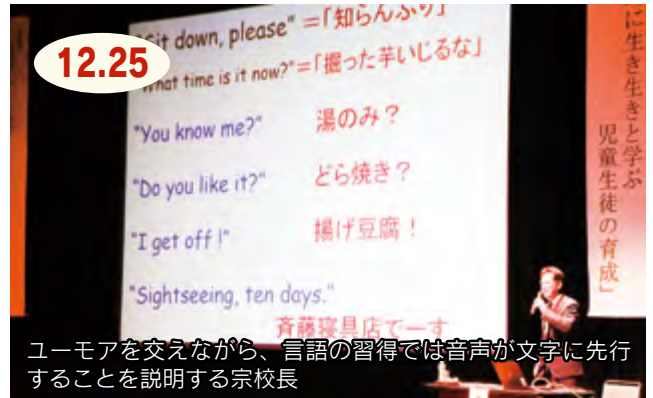 "Sit down, please" =「知らんぷり」
12.25
"What time is it now?"=「掘った芋いじるな」
"You know me?" 湯のみ？
"Do you like it?" どら焼き？
"I get off !" 揚げ豆腐！
"Sightseeing, ten days."
斉藤寝具店でーす
に生き生きと学ぶ
児童生徒の育成」
ユーモアを交えながら、言語の習得では音声が文字に先行
することを説明する宗校長